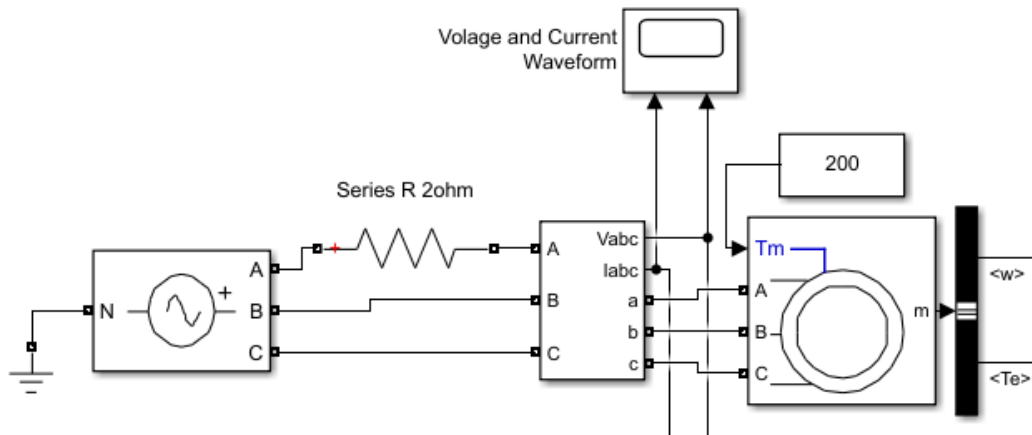 Volage and Current
Waveform
200
Series R 2ohm
N
A
B
C
+
A
B
C
Vabc
Iabc
a
b
c
Tm
A
B
C
m
<w>
<Te>